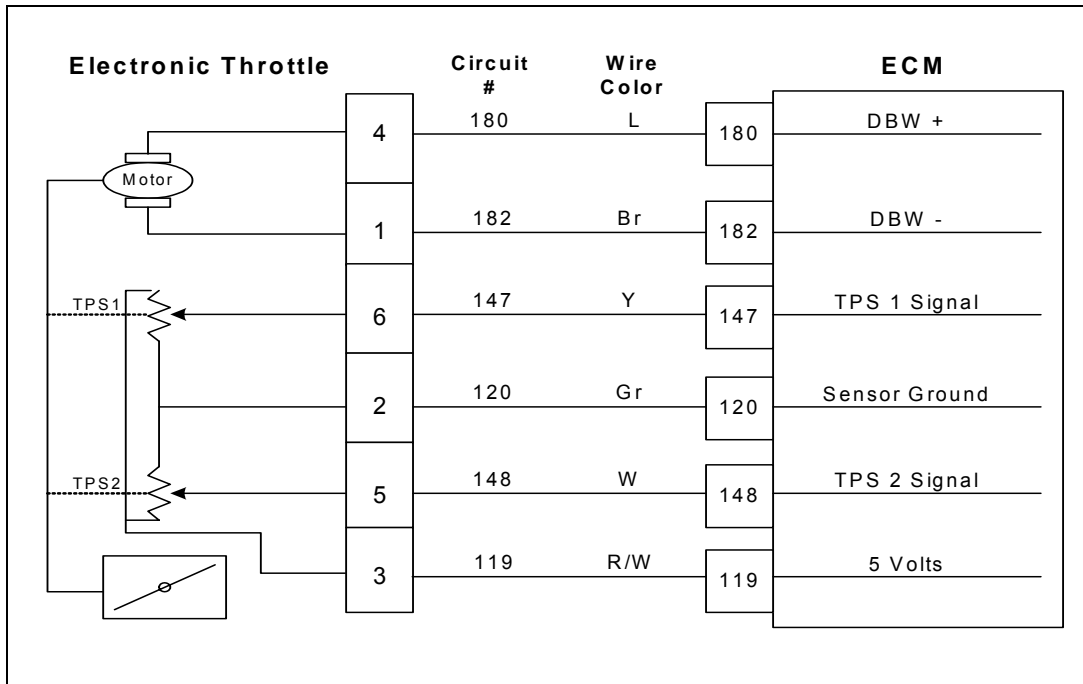 Electronic Throttle Circuit # Wire Color ECM
4 180 L 180 DBW +
Motor
1 182 Br 182 DBW -
TPS1 6 147 Y 147 TPS 1 Signal
2 120 Gr 120 Sensor Ground
TPS2 5 148 W 148 TPS 2 Signal
3 119 R/W 119 5 Volts